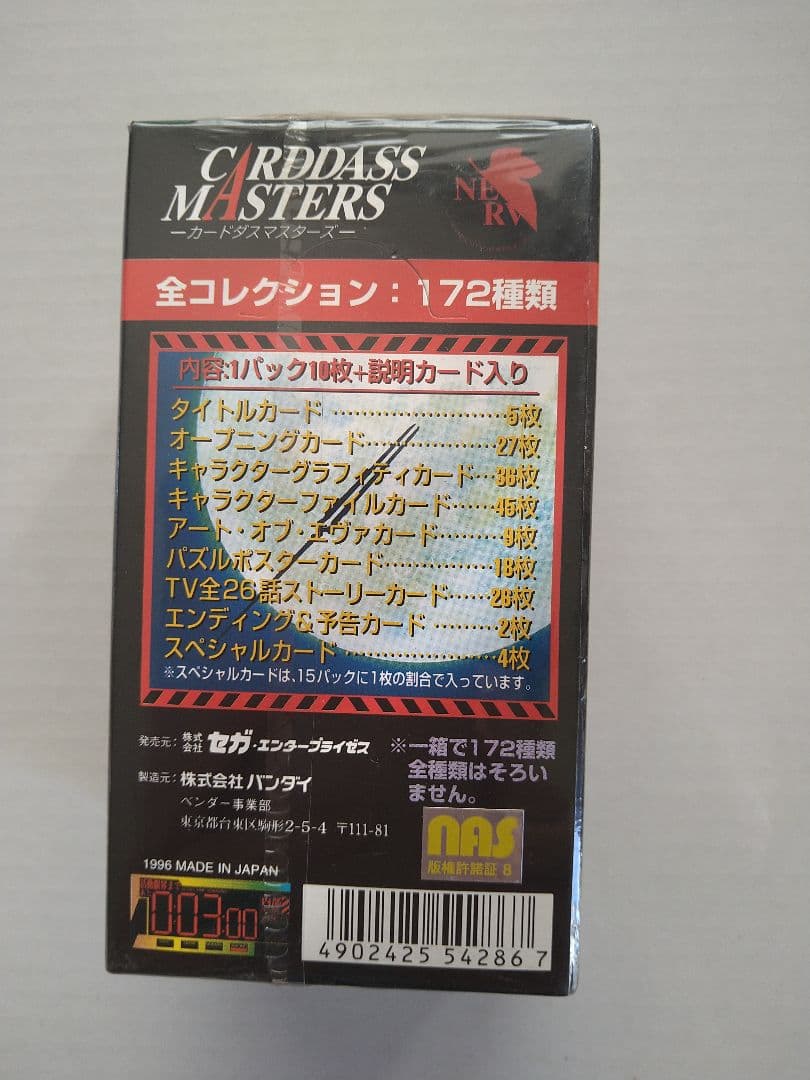 CARDDASS
MASTERS
ーカードダスマスターズー
NERV
全コレクション：172種類
内容:1パック10枚+説明カード入り
タイトルカード……………………5枚
オープニングカード………………27枚
キャラクターグラフィティカード…36枚
キャラクターファイルカード……45枚
アート・オブ・エヴァカード……9枚
パズルポスターカード……………18枚
TV全26話ストーリーカード……26枚
エンディング&予告カード………2枚
スペシャルカード…………………4枚
※スペシャルカードは、15パックに1枚の割合で入っています。
発売元：株式会社 セガ・エンタープライゼス
製造元：株式会社 バンダイ
ベンダー事業部
東京都台東区駒形2-5-4 〒111-81
※一箱で172種類
全種類はそろい
ません。
nas
版権許諾証 8
1996 MADE IN JAPAN
活動限界まで
003:00
4902425 542867